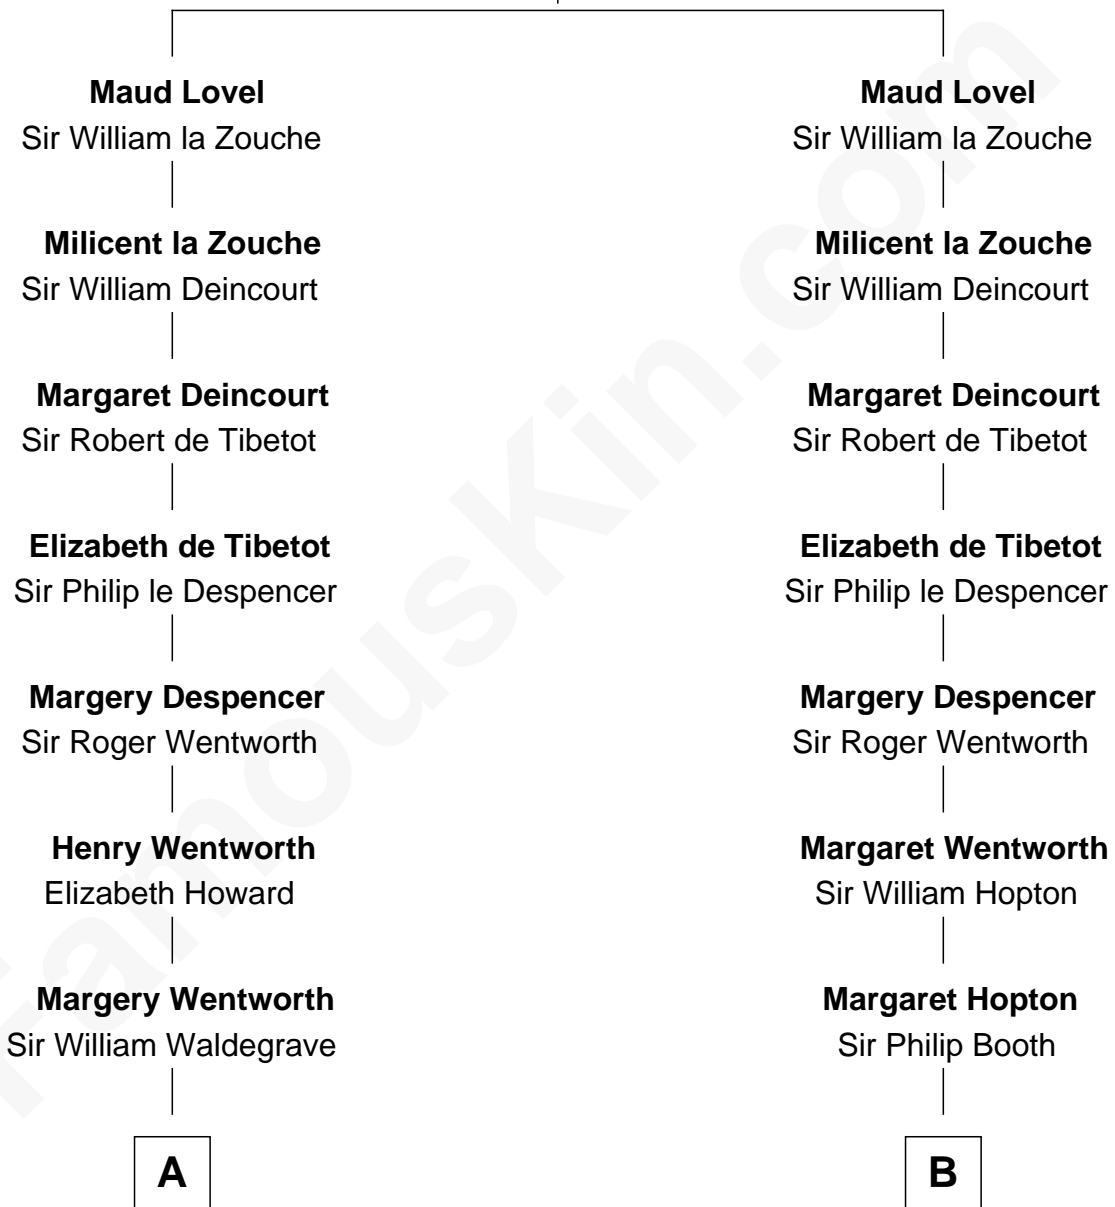 Maud Lovel
Sir William la Zouche
Milicent la Zouche
Sir William Deincourt
Margaret Deincourt
Sir Robert de Tibetot
Elizabeth de Tibetot
Sir Philip le Despencer
Margery Despencer
Sir Roger Wentworth
Henry Wentworth
Elizabeth Howard
Margery Wentworth
Sir William Waldegrave
A
Maud Lovel
Sir William la Zouche
Milicent la Zouche
Sir William Deincourt
Margaret Deincourt
Sir Robert de Tibetot
Elizabeth de Tibetot
Sir Philip le Despencer
Margery Despencer
Sir Roger Wentworth
Margaret Wentworth
Sir William Hopton
Margaret Hopton
Sir Philip Booth
B
FamousKin.com